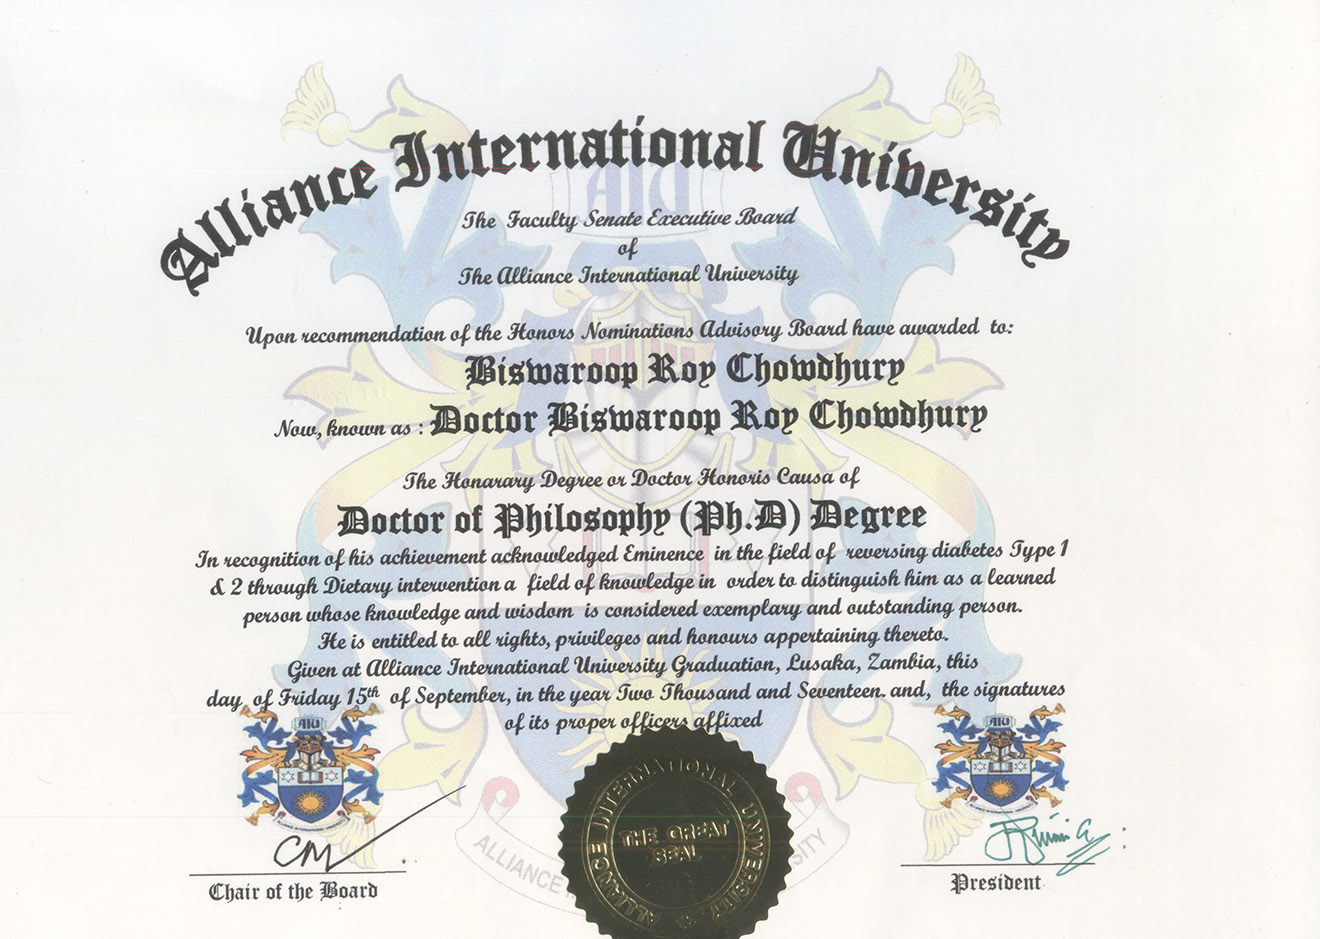 Alliance International University
AIU
The Faculty Senate Executive Board
of
The Alliance International University
Upon recommendation of the Honors Nominations Advisory Board have awarded to:
Biswaroop Roy Chowdhury
Now, known as : Doctor Biswaroop Roy Chowdhury
The Honarary Degree or Doctor Honoris Causa of
Doctor of Philosophy (Ph.D) Degree
In recognition of his achievement acknowledged Eminence in the field of reversing diabetes Type 1
& 2 through Dietary intervention a field of knowledge in order to distinguish him as a learned
person whose knowledge and wisdom is considered exemplary and outstanding person.
He is entitled to all rights, privileges and honours appertaining thereto.
Given at Alliance International University Graduation, Lusaka, Zambia, this
day of Friday 15th of September, in the year Two Thousand and Seventeen. and, the signatures
of its proper officers affixed
AIU
AIU
ALLIANCE INTERNATIONAL UNIVERSITY
THE GREAT
SEAL
Chair of the Board
President